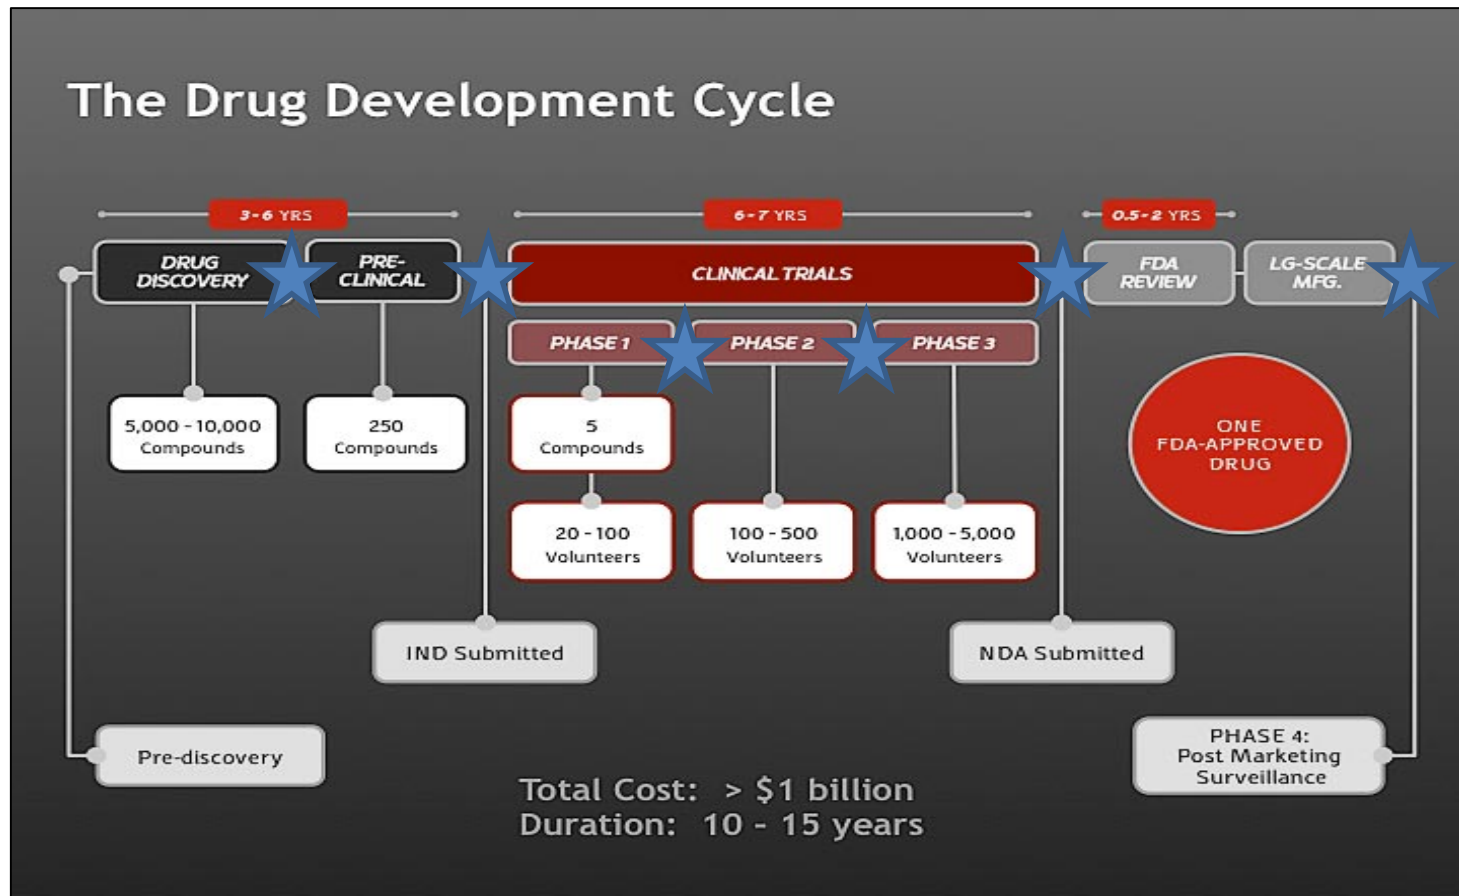 The Drug Development Cycle
3-6 YRS
6-7 YRS
0.5-2 YRS
DRUG
DISCOVERY
PRE-
CLINICAL
CLINICAL TRIALS
FDA
REVIEW
LG-SCALE
MFG.
PHASE 1
PHASE 2
PHASE 3
5,000 - 10,000
Compounds
250
Compounds
5
Compounds
ONE
FDA-APPROVED
DRUG
20 - 100
Volunteers
100 - 500
Volunteers
1,000 - 5,000
Volunteers
IND Submitted
NDA Submitted
Pre-discovery
PHASE 4:
Post Marketing
Surveillance
Total Cost: > $1 billion
Duration: 10 - 15 years